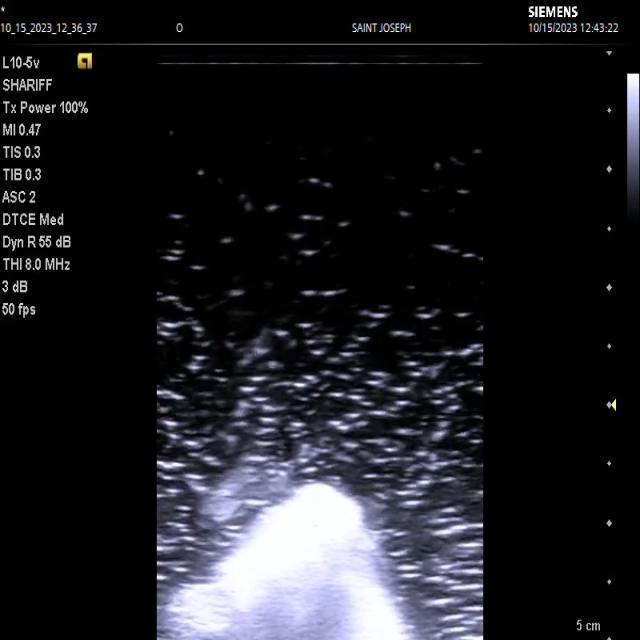 *
SIEMENS
10_15_2023_12_36_37 O SAINT JOSEPH 10/15/2023 12:43:22
L10-5v
SHARIFF
Tx Power 100%
MI 0.47
TIS 0.3
TIB 0.3
ASC 2
DTCE Med
Dyn R 55 dB
THI 8.0 MHz
3 dB
50 fps
5 cm